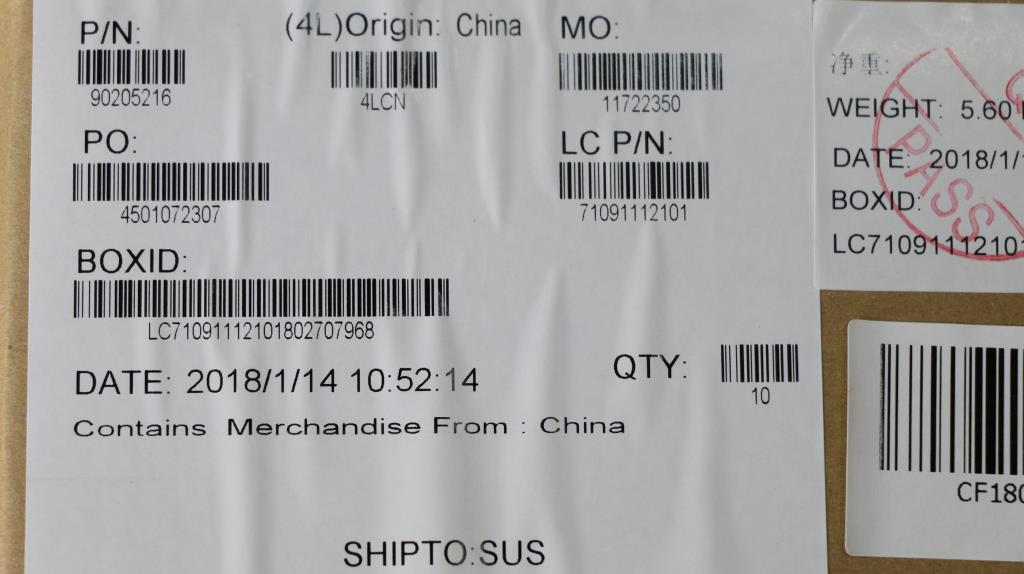 P/N: (4L)Origin: China MO:
90205216 4LCN 11722350
PO: LC P/N:
4501072307 71091112101
BOXID:
LC71091112101802707968
DATE: 2018/1/14 10:52:14 QTY:
10
Contains Merchandise From : China
SHIPTO:SUS
净重:
WEIGHT: 5.60
DATE: 2018/1/1
BOXID:
LC7109111210
PASS
CF180